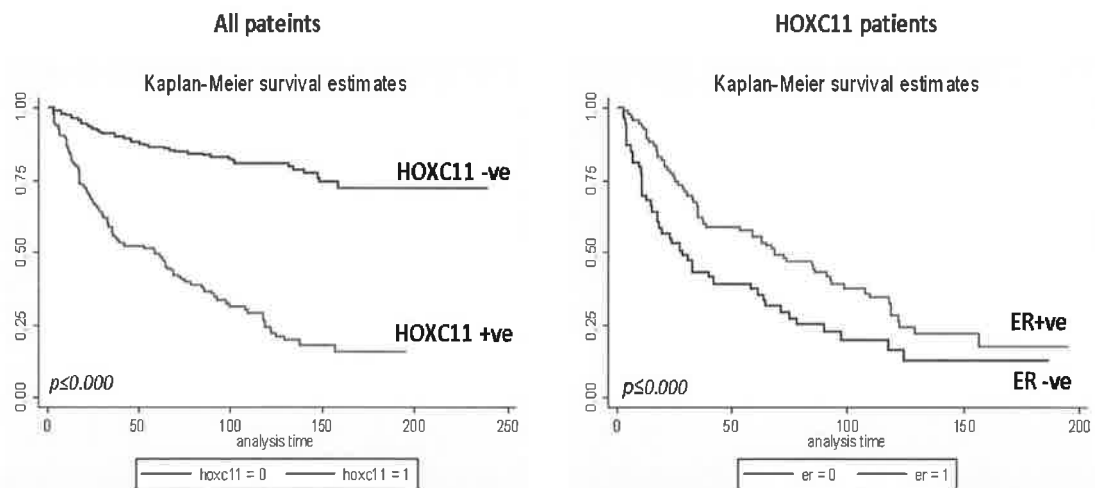 All pateints
Kaplan-Meier survival estimates
1.00
0.75
0.50
0.25
0.00
HOXC11 -ve
HOXC11 +ve
p≤0.000
0 50 100 150 200 250
analysis time
hoxc11 = 0 hoxc11 = 1
HOXC11 patients
Kaplan-Meier survival estimates
1.00
0.75
0.50
0.25
0.00
ER+ve
ER -ve
p≤0.000
0 50 100 150 200
analysis time
er = 0 er = 1